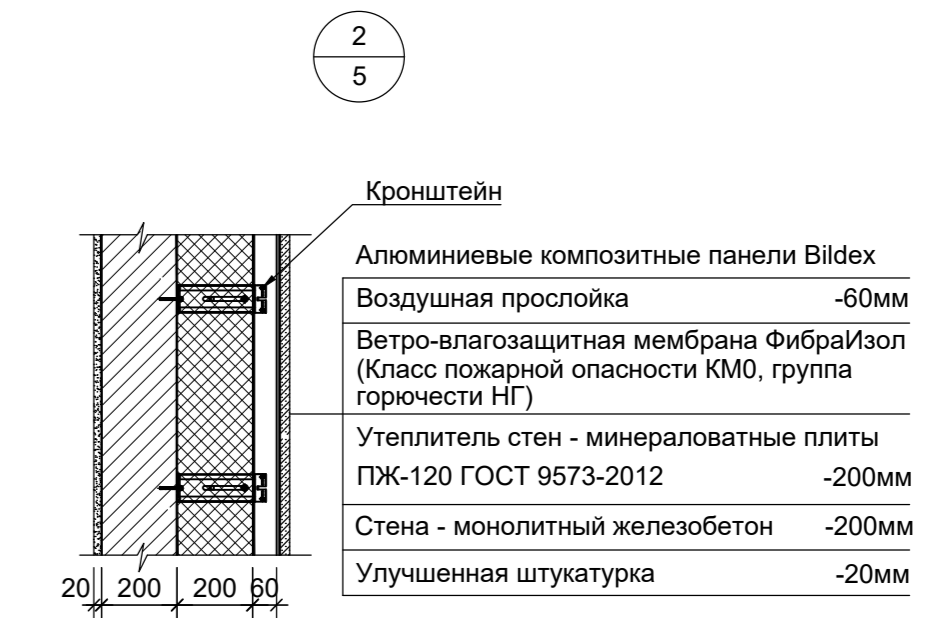 2
5
Кронштейн
Алюминиевые композитные панели Bildex
Воздушная прослойка -60мм
Ветро-влагозащитная мембрана ФибраИзол
(Класс пожарной опасности КМ0, группа
горючести НГ)
Утеплитель стен - минераловатные плиты
ПЖ-120 ГОСТ 9573-2012 -200мм
Стена - монолитный железобетон -200мм
Улучшенная штукатурка -20мм
20 200 200 60